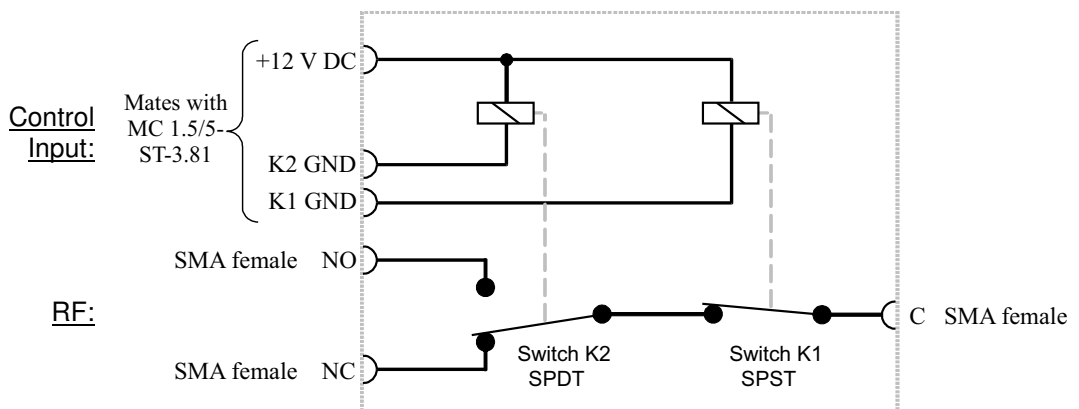 +12 V DC
Control
Input:
Mates with
MC 1.5/5-
ST-3.81
K2 GND
K1 GND
SMA female NO
RF:
C SMA female
SMA female NC
Switch K2
SPDT
Switch K1
SPST